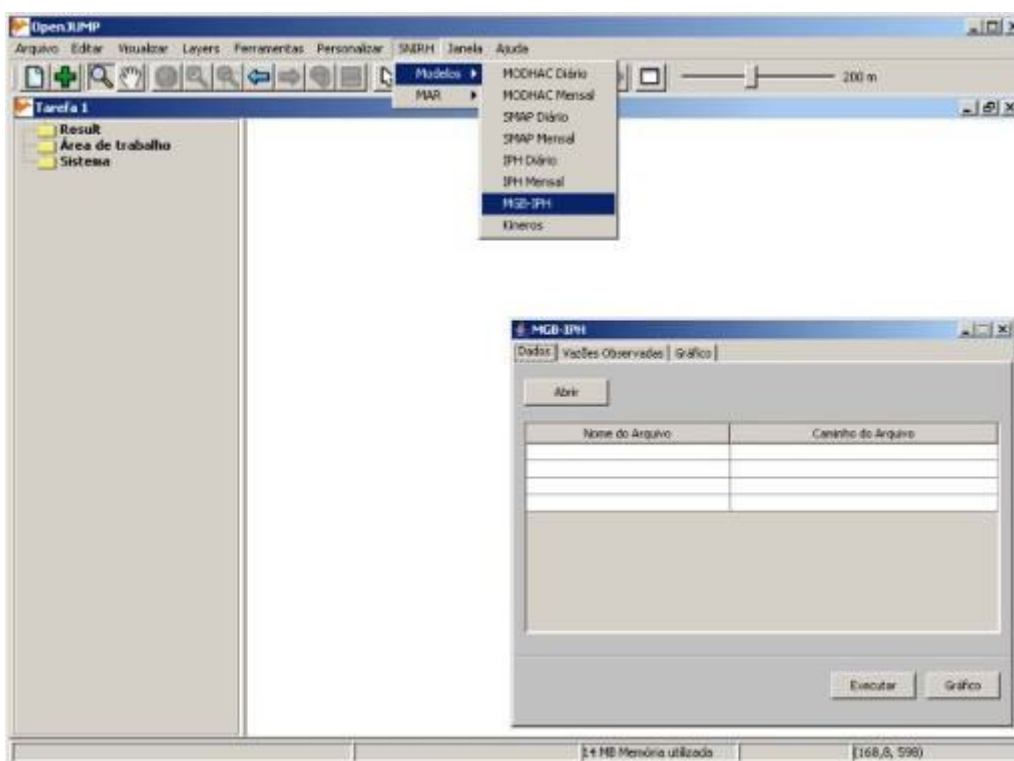 OpenJUMP
Arquivo Editar Visualizar Layers Ferramentas Personalizar SNIRH Janela Ajuda
200 m
Modelos
MAR
MODHAC Diário
MODHAC Mensal
SMAP Diário
SMAP Mensal
IPH Diário
IPH Mensal
MGB-IPH
Kineros
Tarefa 1
Result
Área de trabalho
Sistema
MGB-IPH
Dados Vazões Observadas Gráfico
Abrir
Nome do Arquivo Caminho do Arquivo
Executar Gráfico
14 MB Memória utilizada (168,8, 598)